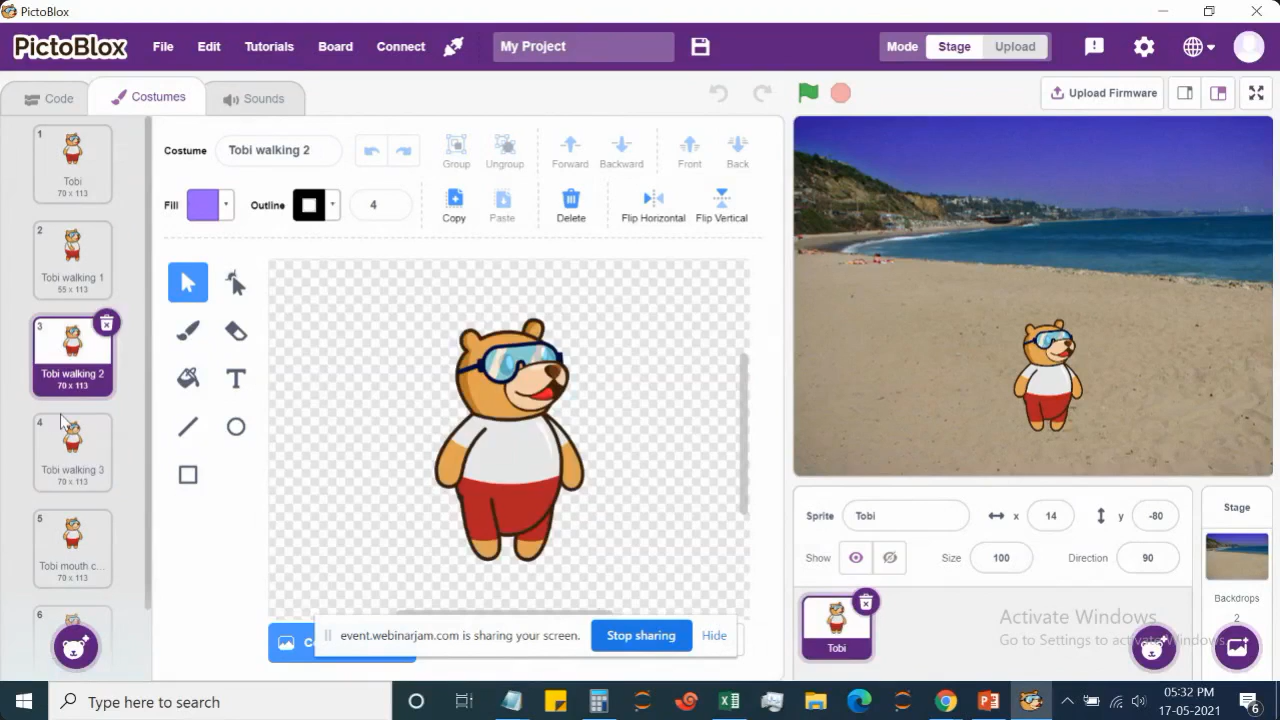 PictoBlox
PictoBlox File Edit Tutorials Board Connect My Project Mode Stage Upload
Code Costumes Sounds Upload Firmware
1
Tobi
70 x 113
2
Tobi walking 1
55 x 113
3
Tobi walking 2
70 x 113
4
Tobi walking 3
70 x 113
5
Tobi mouth c...
70 x 113
6
Costume Tobi walking 2 Group Ungroup Forward Backward Front Back
Fill Outline 4 Copy Paste Delete Flip Horizontal Flip Vertical
T
event.webinarjam.com is sharing your screen. Stop sharing Hide
Sprite Tobi x 14 y -80
Show Size 100 Direction 90
Tobi
Stage
Backdrops
2
Activate Windows
Go to Settings to activate Windows.
Type here to search
05:32 PM
17-05-2021
6